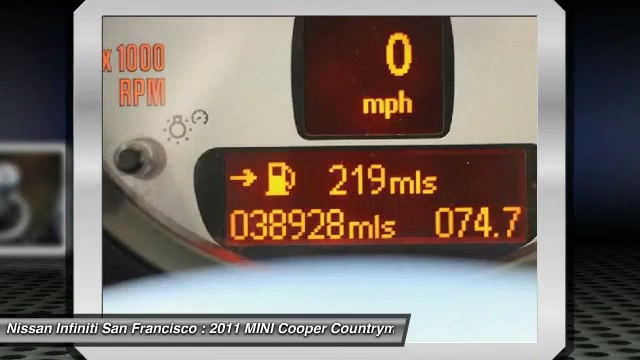 x 1000
RPM
0
mph
219mls
038928mls 074.7
Nissan Infiniti San Francisco : 2011 MINI Cooper Countrym